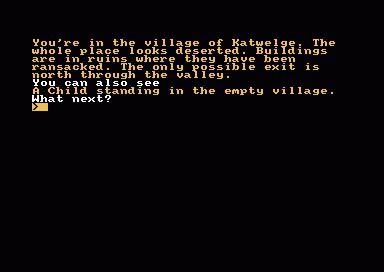 You're in the village of Katwelge. The
whole place looks deserted. Buildings
are in ruins where they have been
ransacked. The only possible exit is
north through the valley.
You can also see
A Child standing in the empty village.
What next?
>